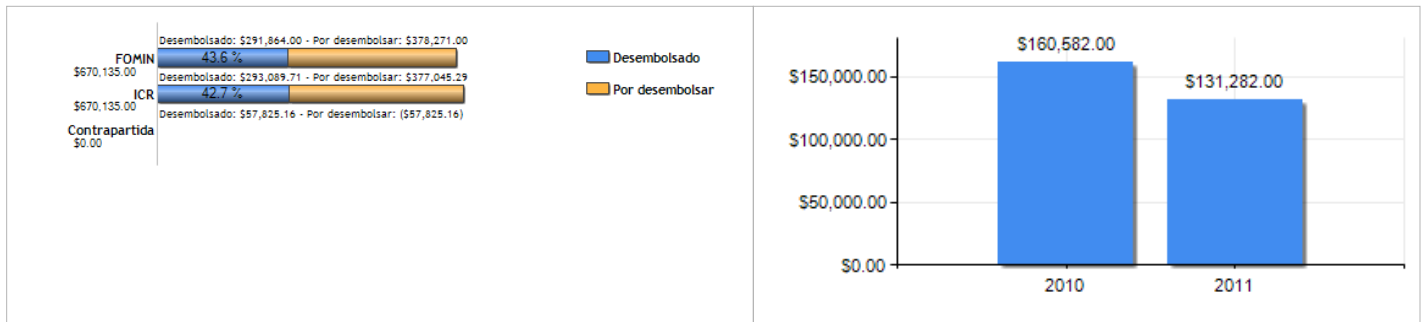 Desembolsado: $291,864.00 - Por desembolsar: $378,271.00
FOMIN
43.6 %
$670,135.00
Desembolsado: $293,089.71 - Por desembolsar: $377,045.29
ICR
42.7 %
$670,135.00
Desembolsado: $57,825.16 - Por desembolsar: ($57,825.16)
Contrapartida
$0.00
Desembolsado
Por desembolsar
$160,582.00
$131,282.00
$150,000.00
$100,000.00
$50,000.00
$0.00
2010
2011